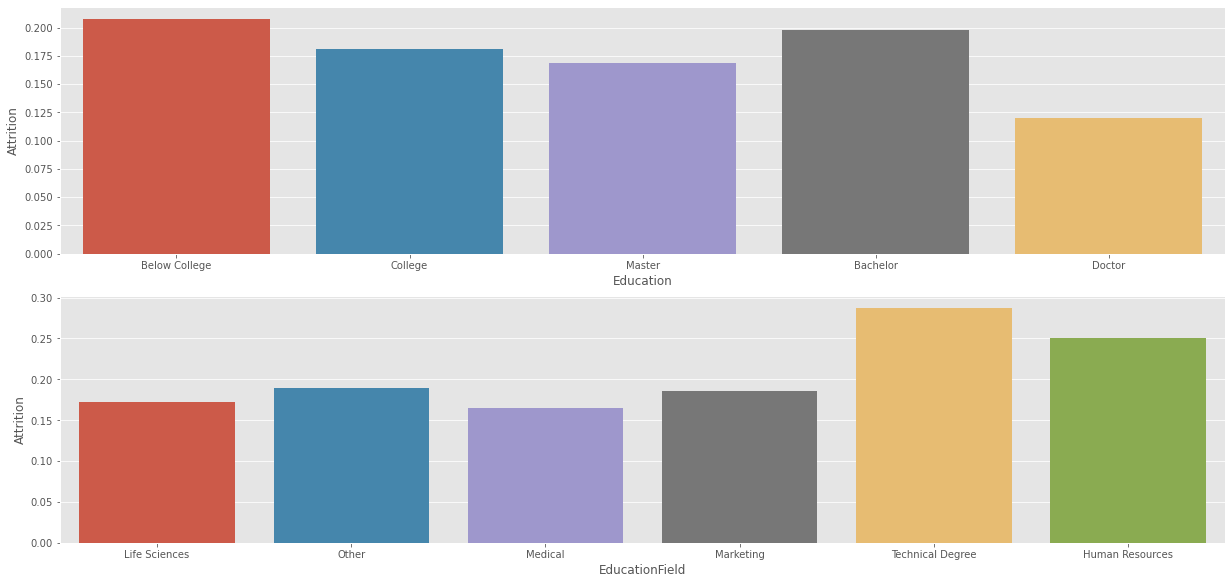 0.200
0.175
0.150
0.125
0.100
0.075
0.050
0.025
0.000
Attrition
Below College College Master Bachelor Doctor
Education
0.30
0.25
0.20
0.15
0.10
0.05
0.00
Attrition
Life Sciences Other Medical Marketing Technical Degree Human Resources
EducationField